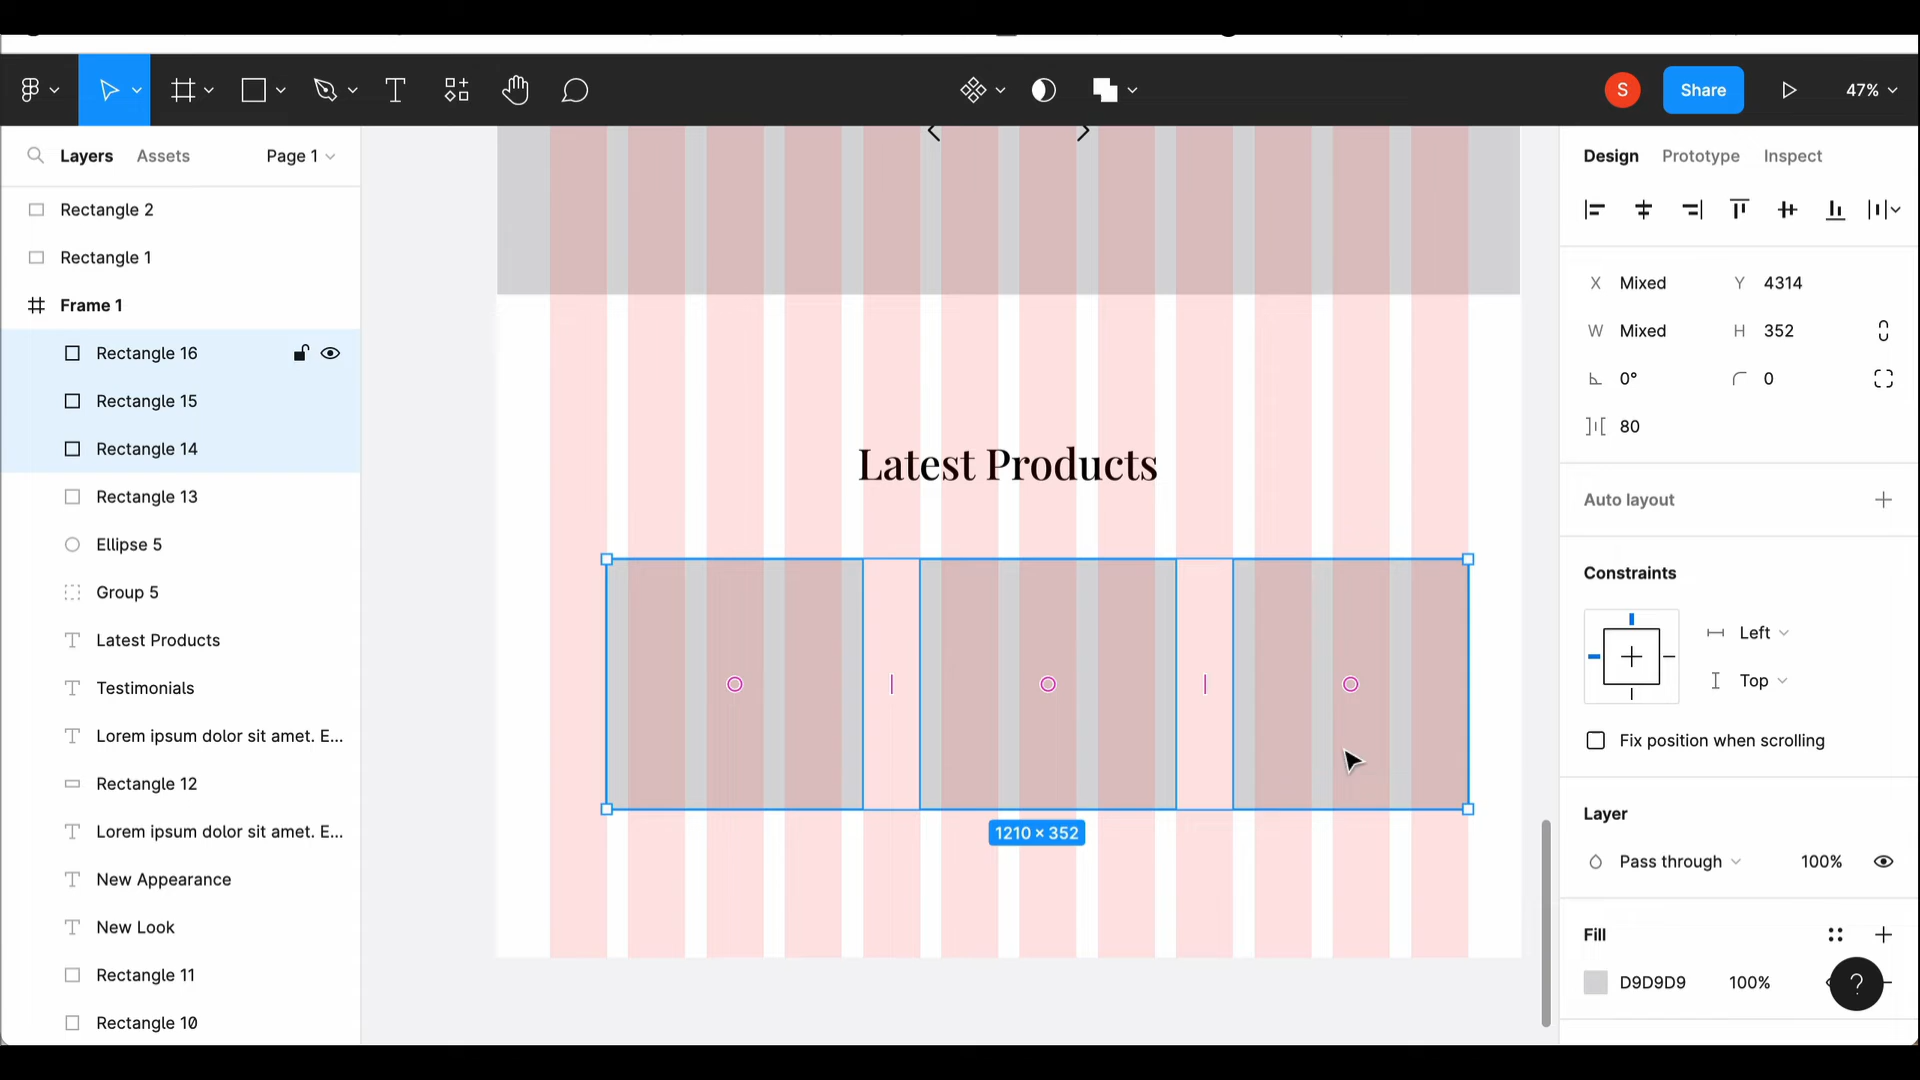 S
Share
47%
Layers
Assets
Page 1
Rectangle 2
Rectangle 1
Frame 1
Rectangle 16
Rectangle 15
Rectangle 14
Rectangle 13
Ellipse 5
Group 5
Latest Products
Testimonials
Lorem ipsum dolor sit amet. E...
Rectangle 12
Lorem ipsum dolor sit amet. E...
New Appearance
New Look
Rectangle 11
Rectangle 10
Latest Products
1210 × 352
Design
Prototype
Inspect
X Mixed Y 4314
W Mixed H 352
0° 0
80
Auto layout
Constraints
Left
Top
Fix position when scrolling
Layer
Pass through 100%
Fill
D9D9D9 100%
?